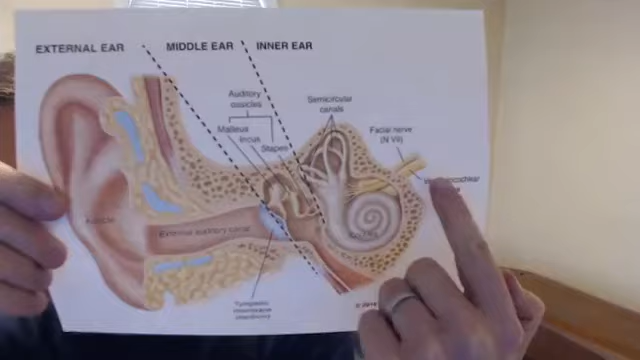 EXTERNAL EAR
MIDDLE EAR
INNER EAR
Auditory
ossicles
Malleus
Incus
Stapes
Semicircular
canals
Facial nerve
(N VII)
Auricle
External auditory canal
Cochlea
Tympanic
membrane